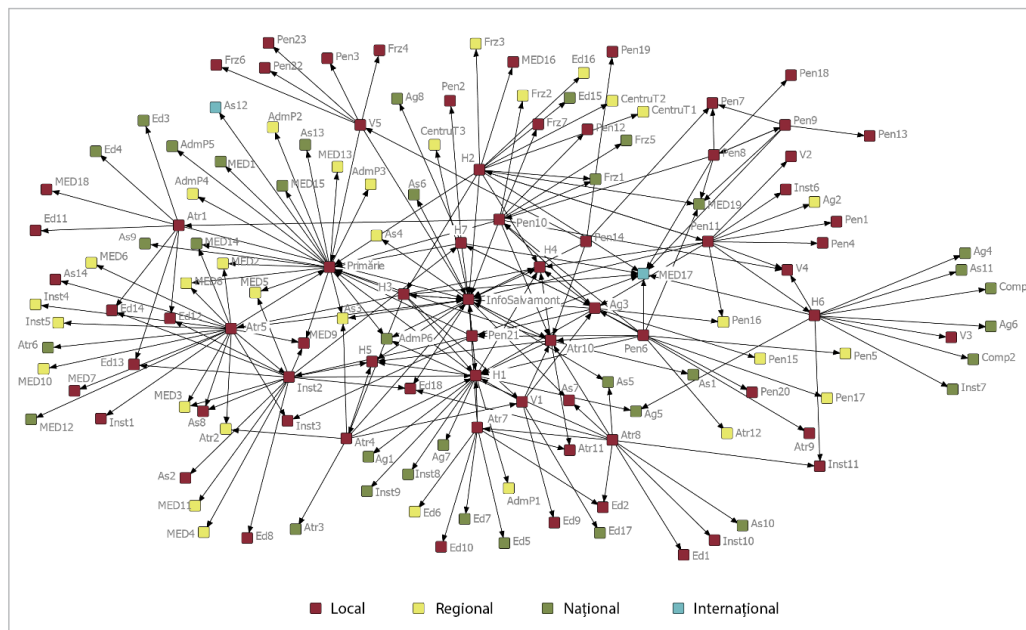 Pen23
Frz4
Frz3
Pen3
Pen19
Frz6
Pen22
MED16
Ed16
Pen18
Pen2
Frz2
Ed15
CentruT2
Pen7
As12
Ag8
CentruT1
Ed3
AdmP2
As13
V5
Frz7
Pen12
Pen9
Pen13
AdmP5
CentruT3
Frz5
Ed4
MED1
MED13
AdmP3
H2
Pen8
V2
MED18
AdmP4
MED15
As6
Frz1
Inst6
MED19
Ag2
Ed11
Atr1
As4
H7
Pen10
Pen14
Pen11
Pen1
As9
MED14
H4
Pen4
Ag4
MED6
MED2
Primărie
MED17
V4
As11
As14
MED8
MED5
H3
InfoSalvamont
Comp1
Inst4
Ed14
As3
Ag3
H6
Inst5
Ed12
Atr5
Pen16
Ag6
Atr6
MED9
AdmP6
Pen21
Atr10
Pen6
V3
Ed13
H5
Pen15
Pen5
Comp2
MED10
MED7
Inst2
H1
As5
As1
Inst7
MED3
Ed18
V1
As7
Pen20
Pen17
MED12
Inst1
As8
Inst3
Ag5
Atr2
Atr4
Atr7
Atr8
Atr12
Atr9
Ag1
Ag7
Atr11
Inst11
As2
Inst8
Inst9
AdmP1
MED11
Ed6
Ed2
MED4
Ed8
Atr3
Ed7
Ed9
Ed17
As10
Ed10
Ed5
Inst10
Ed1
Local
Regional
Național
Internațional